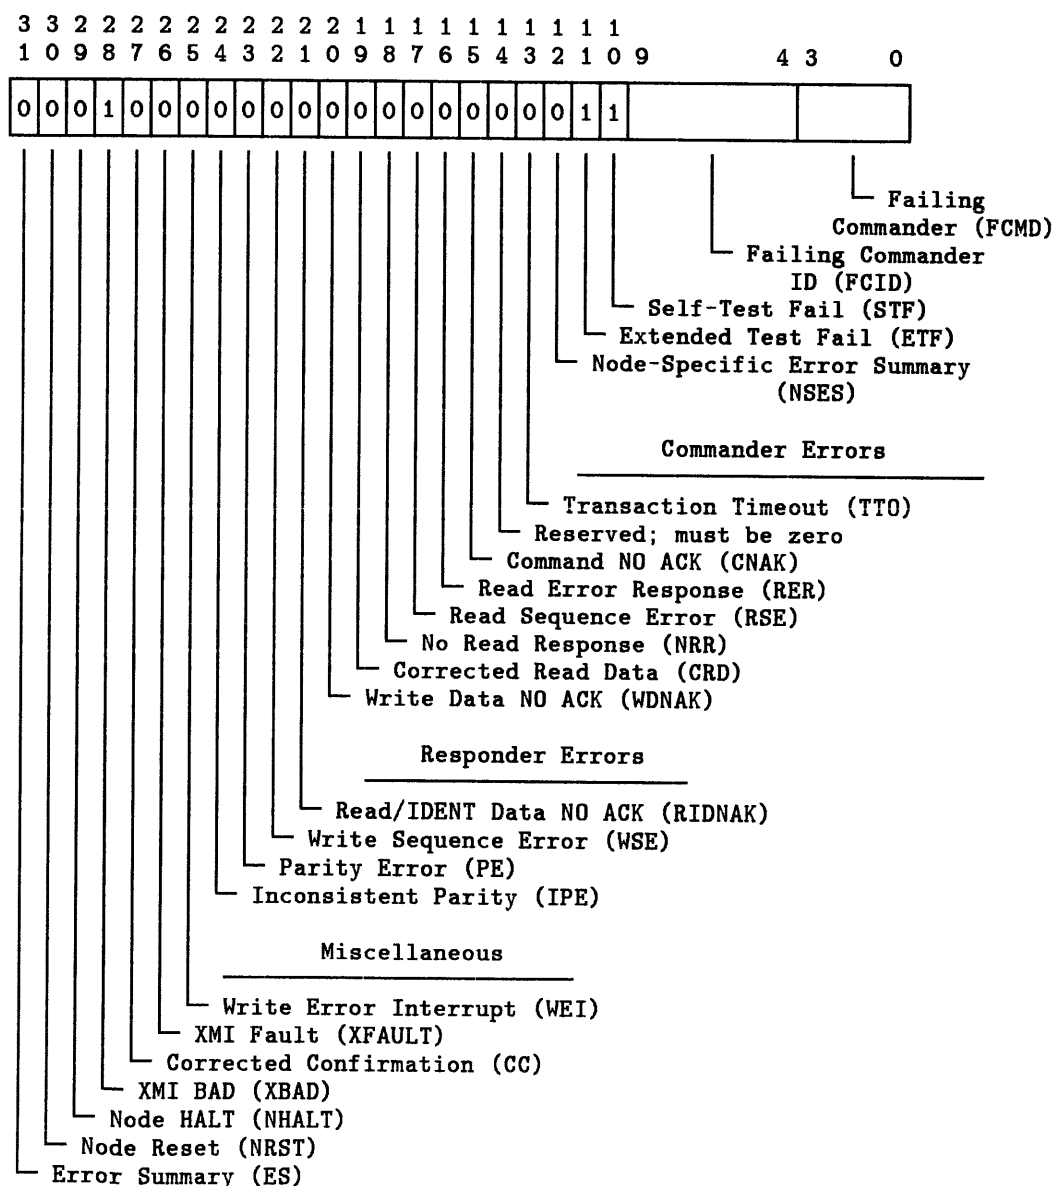 3 3 2 2 2 2 2 2 2 2 2 2 1 1 1 1 1 1 1 1 1 1
1 0 9 8 7 6 5 4 3 2 1 0 9 8 7 6 5 4 3 2 1 0 9 4 3 0
0 0 0 1 0 0 0 0 0 0 0 0 0 0 0 0 0 0 0 0 1 1
Failing
Commander (FCMD)
Failing Commander
ID (FCID)
Self-Test Fail (STF)
Extended Test Fail (ETF)
Node-Specific Error Summary
(NSES)
Commander Errors
Transaction Timeout (TTO)
Reserved; must be zero
Command NO ACK (CNAK)
Read Error Response (RER)
Read Sequence Error (RSE)
No Read Response (NRR)
Corrected Read Data (CRD)
Write Data NO ACK (WDNAK)
Responder Errors
Read/IDENT Data NO ACK (RIDNAK)
Write Sequence Error (WSE)
Parity Error (PE)
Inconsistent Parity (IPE)
Miscellaneous
Write Error Interrupt (WEI)
XMI Fault (XFAULT)
Corrected Confirmation (CC)
XMI BAD (XBAD)
Node HALT (NHALT)
Node Reset (NRST)
Error Summary (ES)